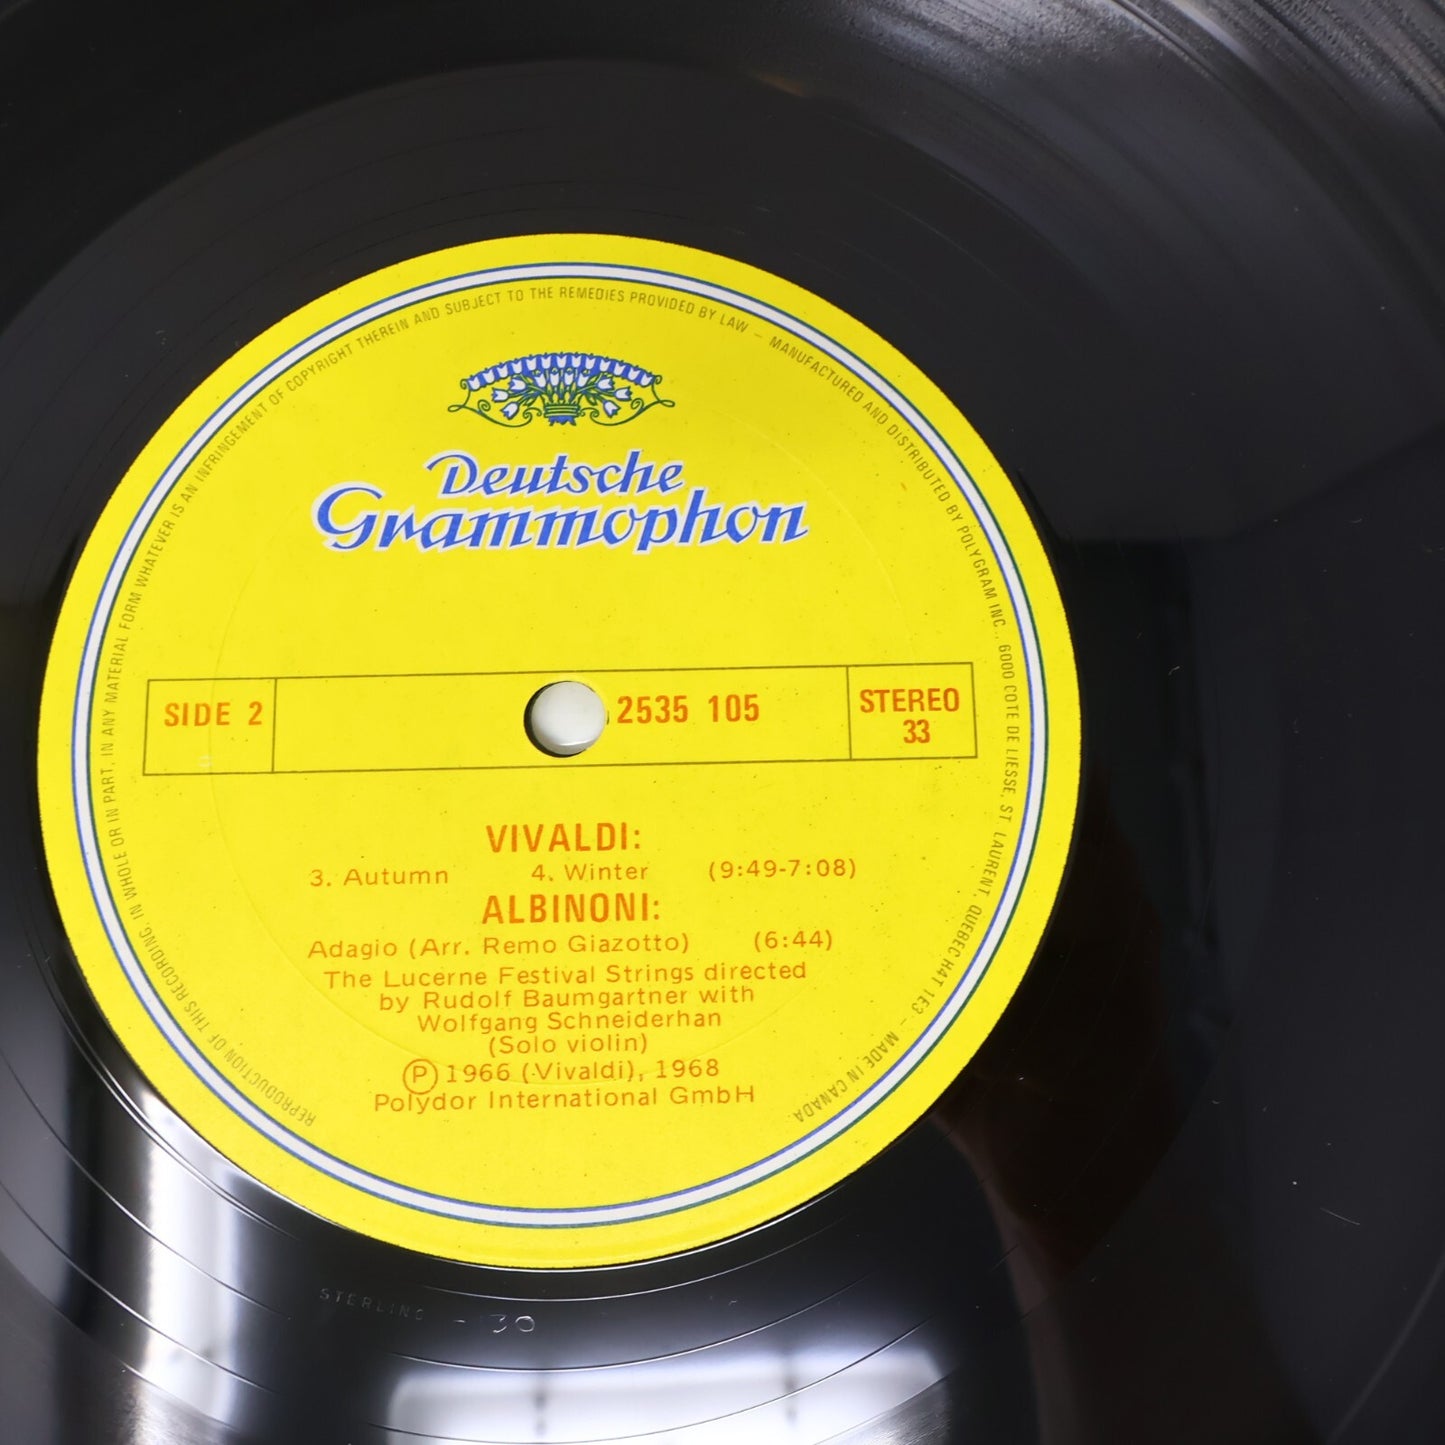 Deutsche
Grammophon
SIDE 2
2535 105
STEREO
33
VIVALDI:
3. Autumn 4. Winter (9:49-7:08)
ALBINONI:
Adagio (Arr. Remo Giazotto) (6:44)
The Lucerne Festival Strings directed
by Rudolf Baumgartner with
Wolfgang Schneiderhan
(Solo violin)
Ⓟ 1966 (Vivaldi), 1968
Polydor International GmbH
REPRODUCTION OF THIS RECORDING, IN WHOLE OR IN PART, IN ANY MATERIAL FORM WHATEVER IS AN INFRINGEMENT OF COPYRIGHT THEREIN AND SUBJECT TO THE REMEDIES PROVIDED BY LAW – MANUFACTURED AND DISTRIBUTED BY POLYGRAM INC., 6000 COTE DE LIESSE, ST. LAURENT, QUEBEC H4T 1E3 – MADE IN CANADA
STERLING - 30